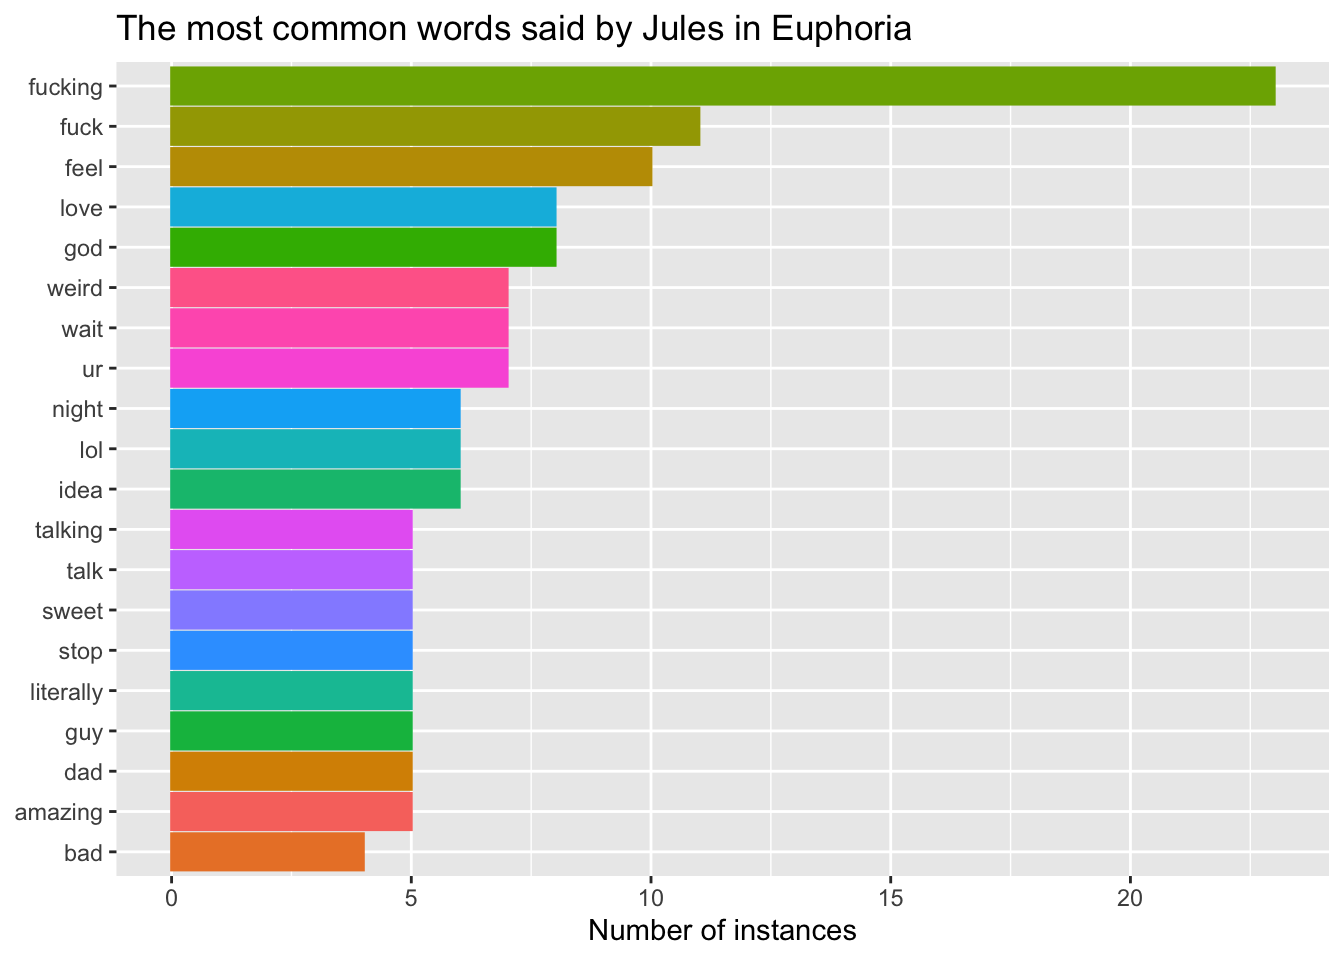 The most common words said by Jules in Euphoria
fucking
fuck
feel
love
god
weird
wait
ur
night
lol
idea
talking
talk
sweet
stop
literally
guy
dad
amazing
bad
0 5 10 15 20
Number of instances